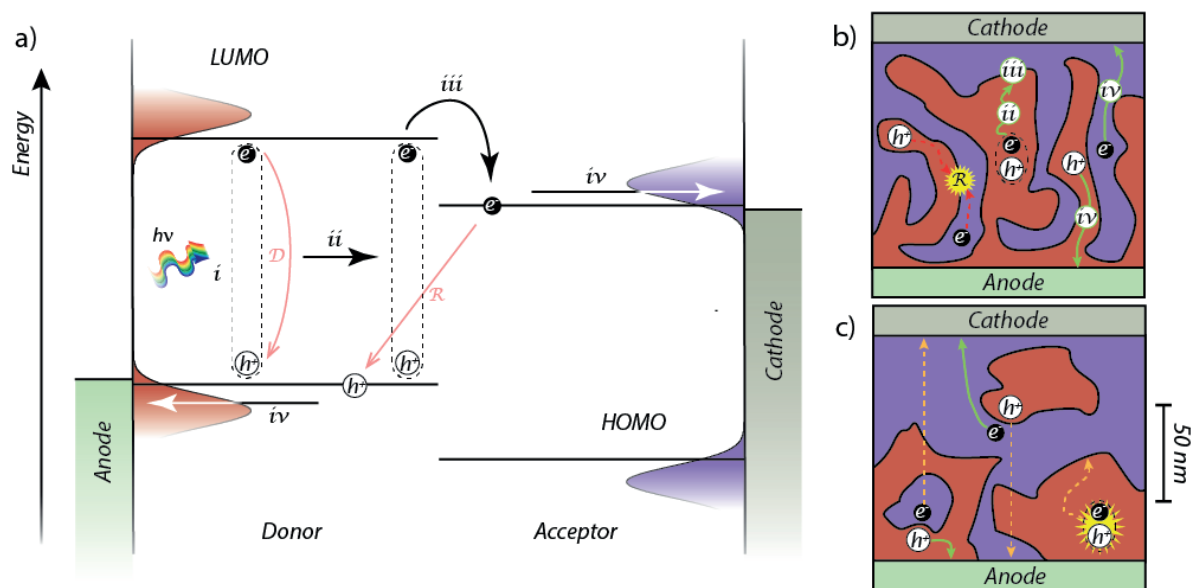 a)
LUMO
Energy
hν
i
e⁻
h⁺
𝒟
ii
e⁻
h⁺
iii
e⁻
ℛ
h⁺
iv
iv
HOMO
Anode
Cathode
Donor
Acceptor
b)
Cathode
iii
ii
iv
h⁺
e⁻
h⁺
h⁺
e⁻
ℛ
iv
e⁻
Anode
c)
Cathode
h⁺
e⁻
e⁻
e⁻
h⁺
h⁺
Anode
50 nm